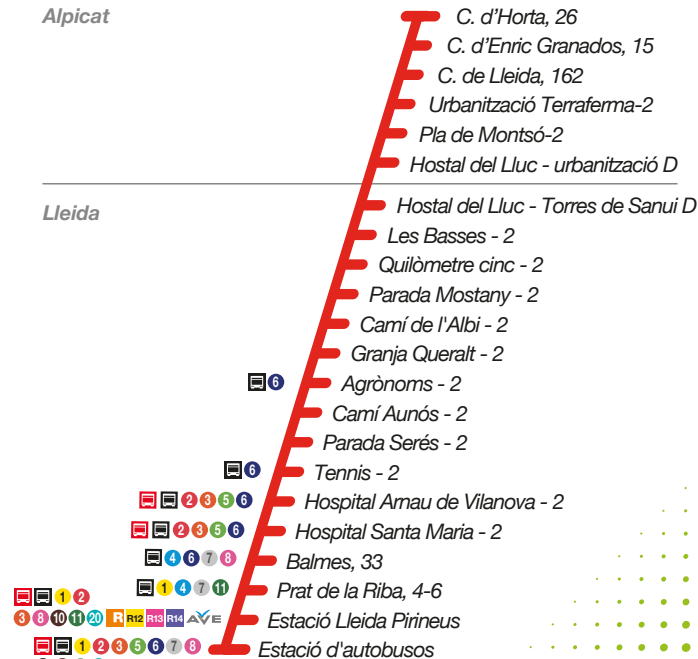 Alpicat
C. d'Horta, 26
C. d'Enric Granados, 15
C. de Lleida, 162
Urbanització Terraferma-2
Pla de Montsó-2
Hostal del Lluc - urbanització D
Lleida
Hostal del Lluc - Torres de Sanui D
Les Basses - 2
Quilòmetre cinc - 2
Parada Mostany - 2
Camí de l'Albi - 2
Granja Queralt - 2
6 Agrònoms - 2
Camí Aunós - 2
Parada Serés - 2
6 Tennis - 2
2 3 5 6 Hospital Arnau de Vilanova - 2
2 3 5 6 Hospital Santa Maria - 2
4 6 7 8 Balmes, 33
1 4 7 11 Prat de la Riba, 4-6
1 2
3 8 10 11 20 R R12 R13 R14 AVE Estació Lleida Pirineus
1 2 3 5 6 7 8 Estació d'autobusos